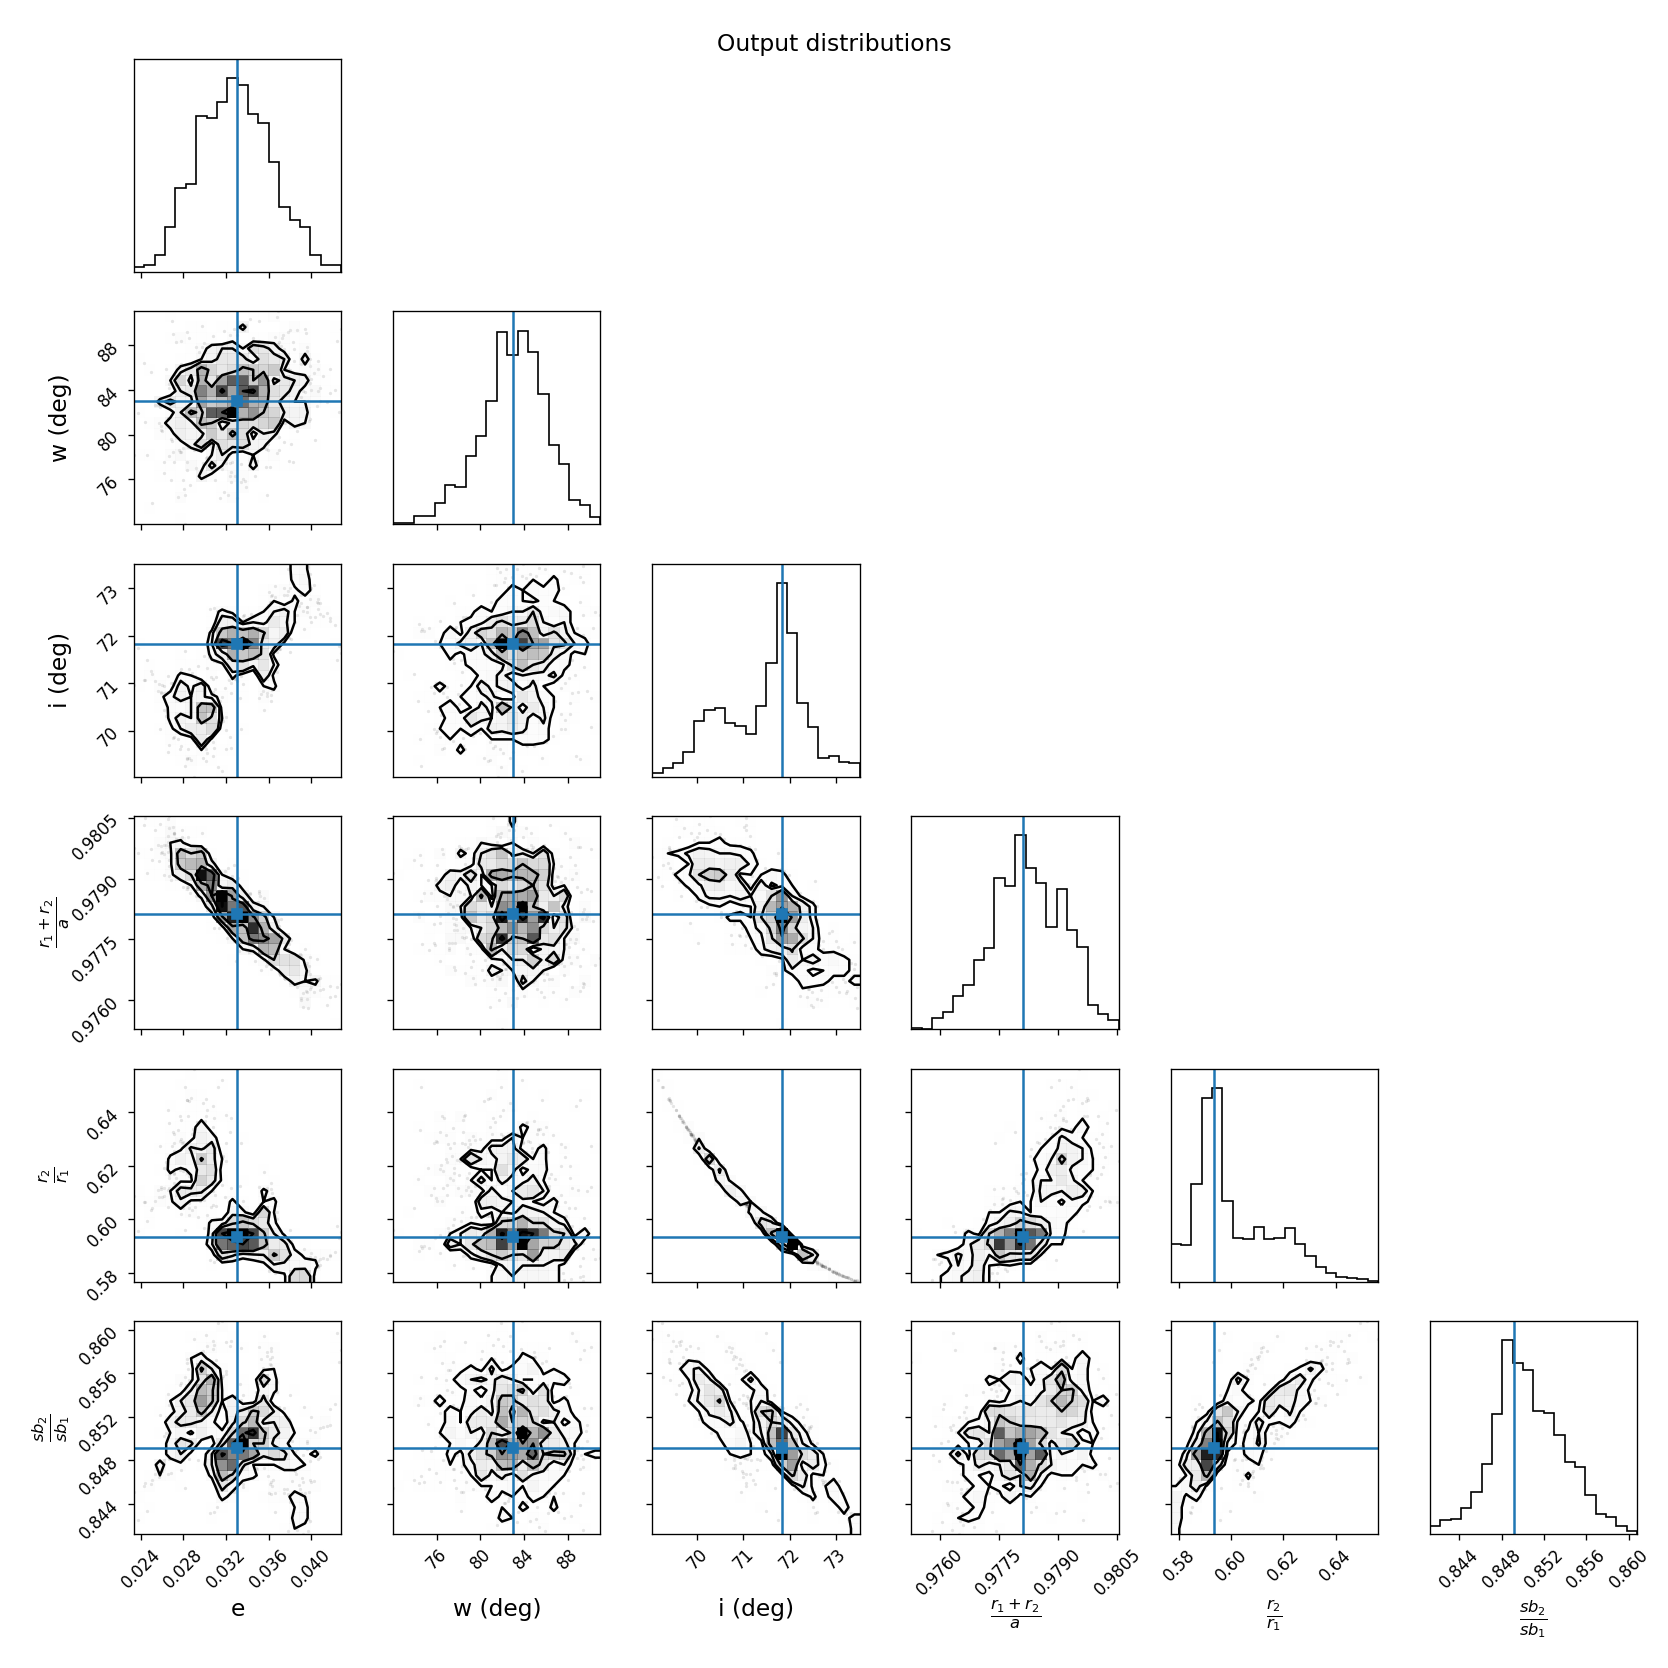 Output distributions
w (deg)
88
84
80
76
i (deg)
73
72
71
70
r₁ + r₂
a
0.9805
0.9790
0.9775
0.9760
r₂
r₁
0.64
0.62
0.60
0.58
sb₂
sb₁
0.860
0.856
0.852
0.848
0.844
0.024 0.028 0.032 0.036 0.040
76 80 84 88
70 71 72 73
0.9760 0.9775 0.9790 0.9805
0.58 0.60 0.62 0.64
0.844 0.848 0.852 0.856 0.860
e
w (deg)
i (deg)
r₁ + r₂
a
r₂
r₁
sb₂
sb₁